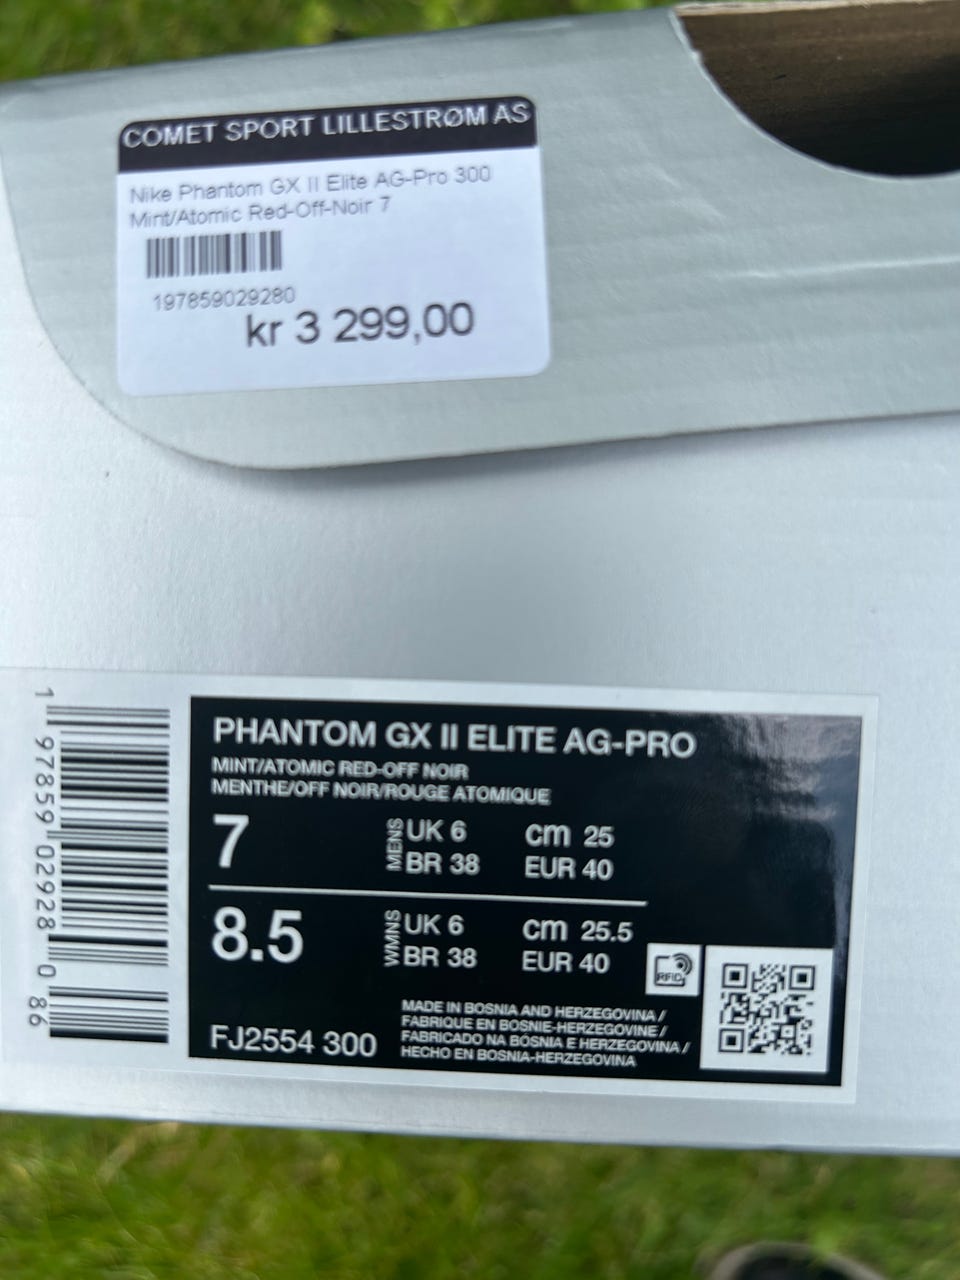 COMET SPORT LILLESTRØM AS
Nike Phantom GX II Elite AG-Pro 300
Mint/Atomic Red-Off-Noir 7
197859029280
kr 3 299,00
1 97859 02928 0 86
PHANTOM GX II ELITE AG-PRO
MINT/ATOMIC RED-OFF NOIR
MENTHE/OFF NOIR/ROUGE ATOMIQUE
7 MENS UK 6 cm 25
BR 38 EUR 40
8.5 WMNS UK 6 cm 25.5
BR 38 EUR 40
RFID
FJ2554 300
MADE IN BOSNIA AND HERZEGOVINA /
FABRIQUE EN BOSNIE-HERZEGOVINE /
FABRICADO NA BÓSNIA E HERZEGOVINA /
HECHO EN BOSNIA-HERZEGOVINA